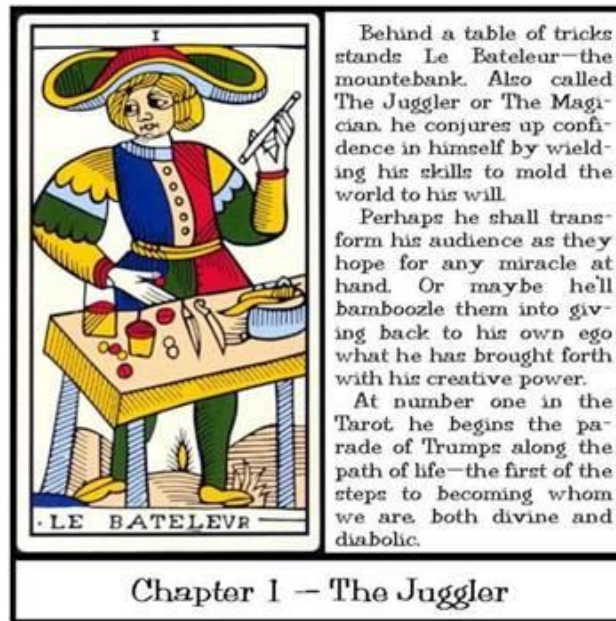 I
LE BATELEVR
Behind a table of tricks
stands Le Bateleur—the
mountebank. Also called
The Juggler or The Magi-
cian, he conjures up confi-
dence in himself by wield-
ing his skills to mold the
world to his will.
Perhaps he shall trans-
form his audience as they
hope for any miracle at
hand. Or maybe he'll
bamboozle them into giv-
ing back to his own ego
what he has brought forth
with his creative power.
At number one in the
Tarot, he begins the pa-
rade of Trumps along the
path of life—the first of the
steps to becoming whom
we are, both divine and
diabolic.
Chapter 1 – The Juggler